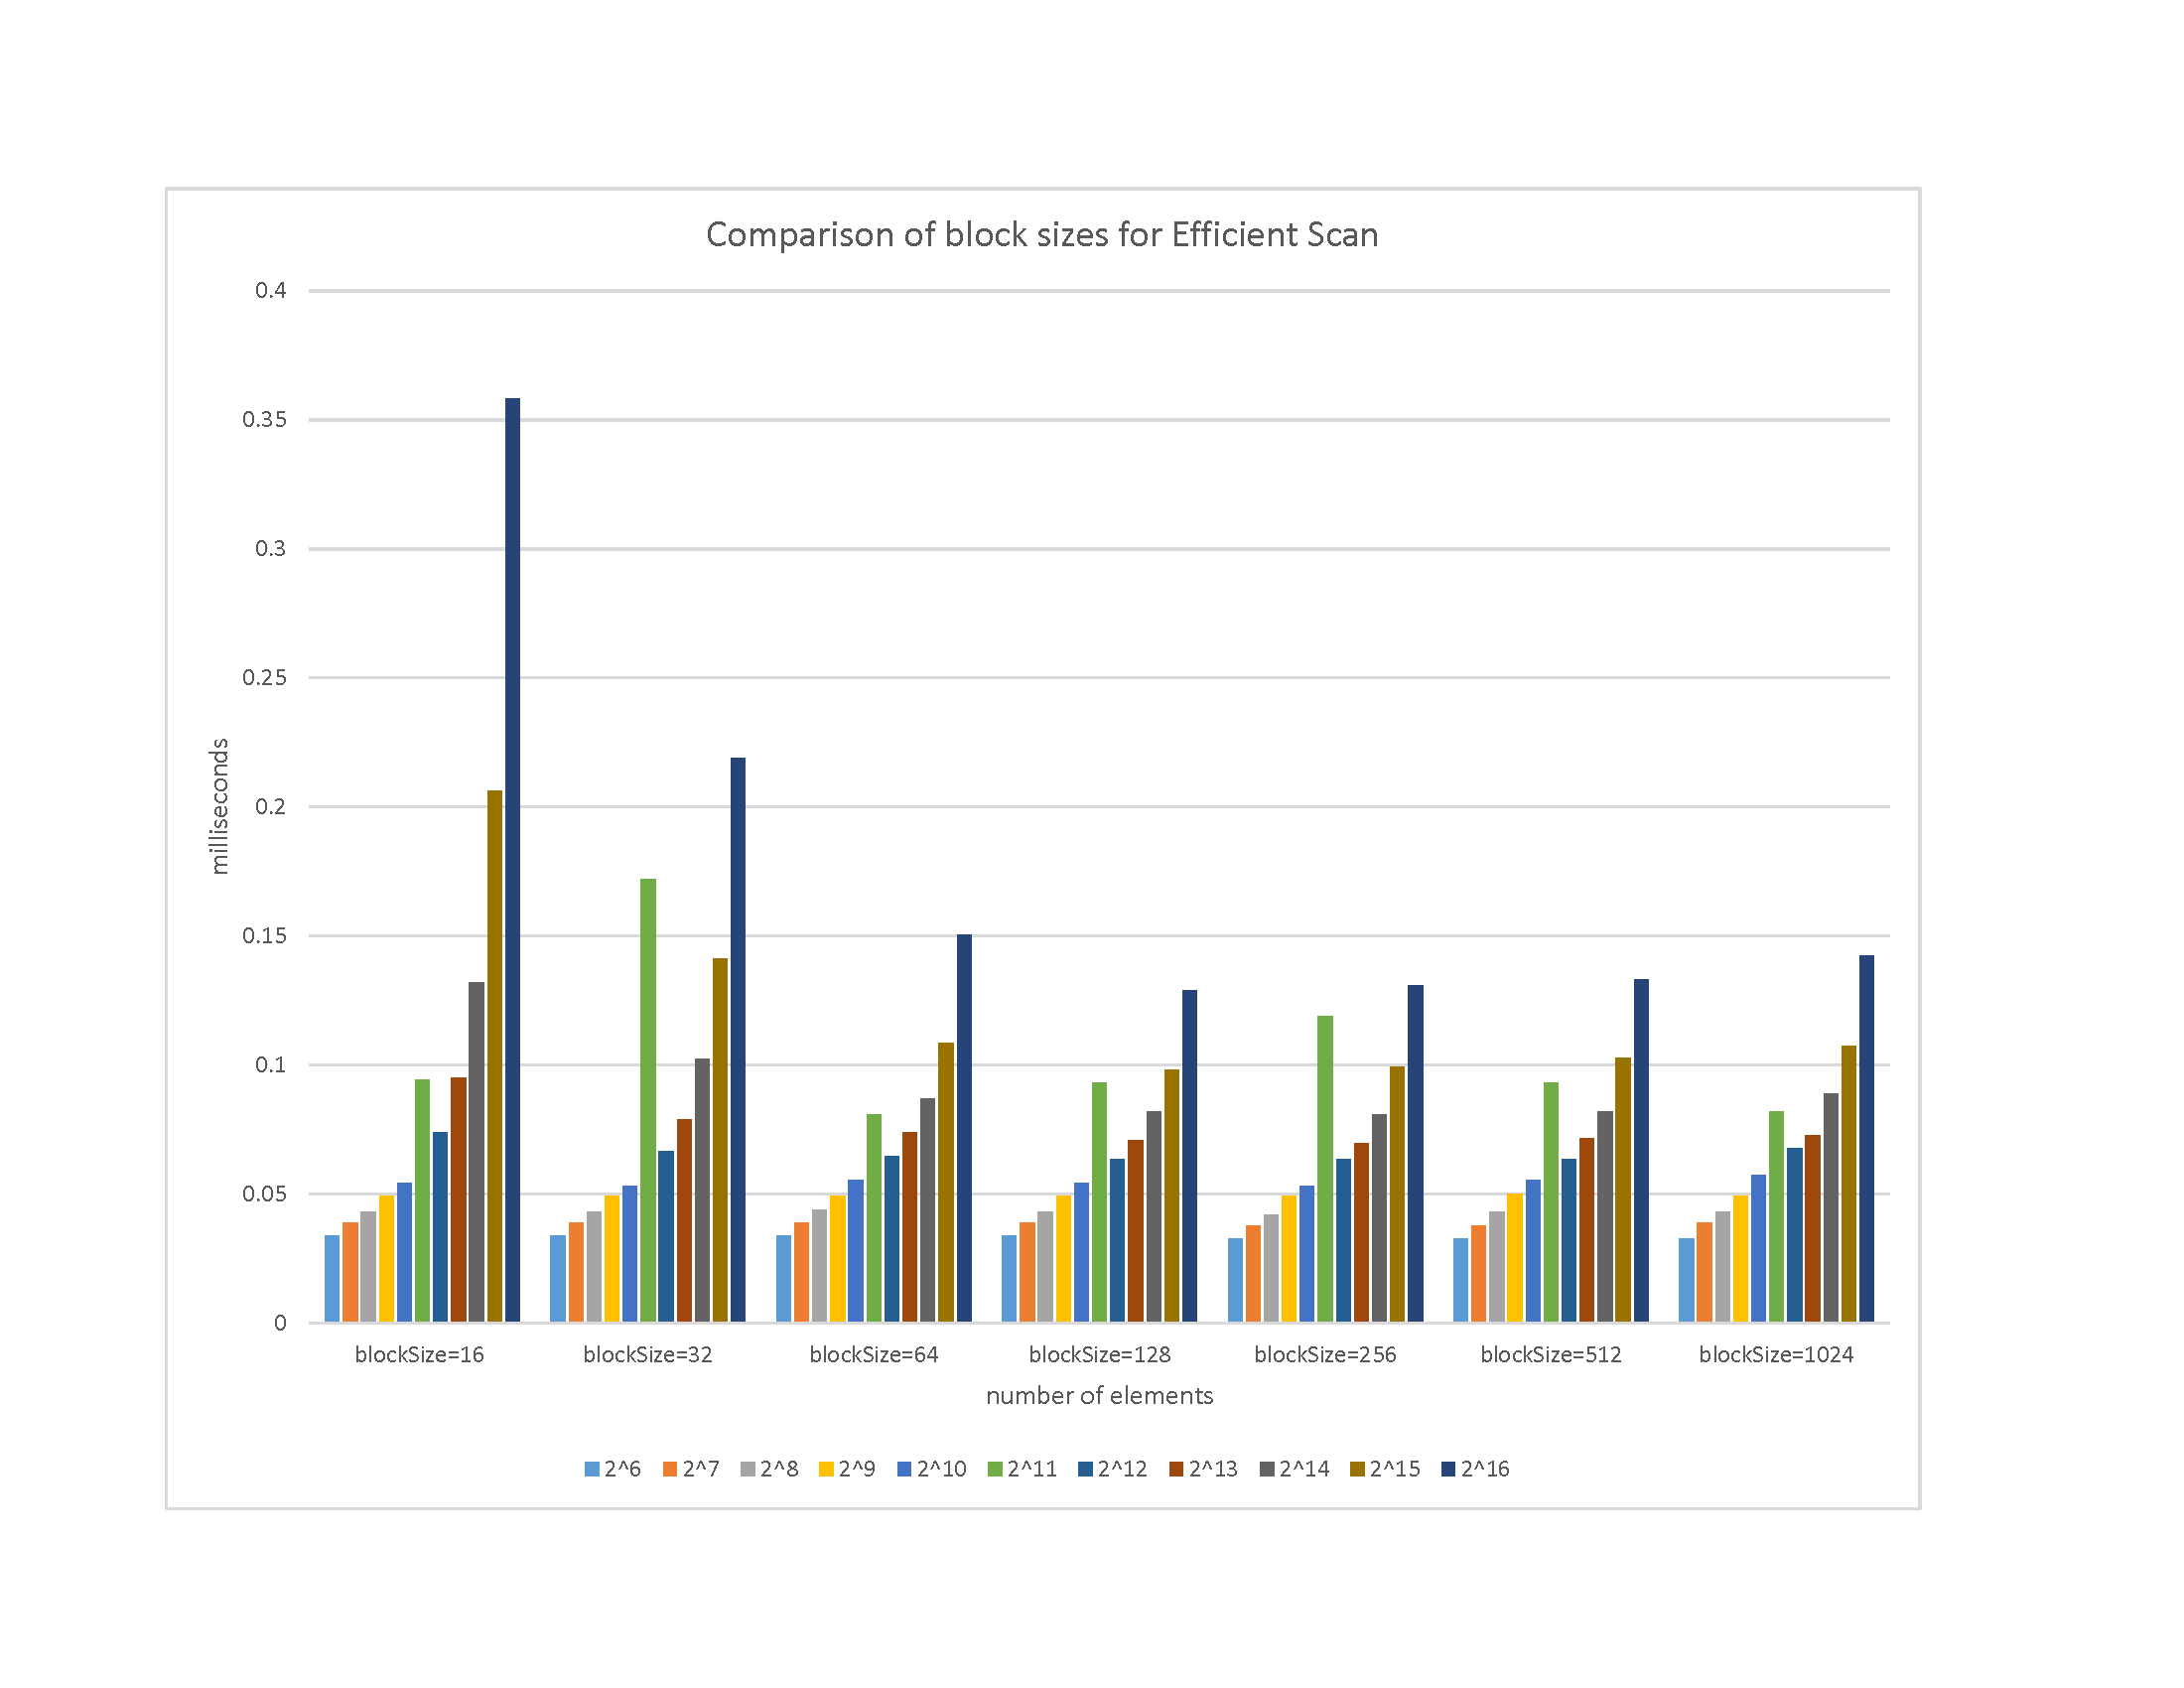 Comparison of block sizes for Efficient Scan
0.4
0.35
0.3
0.25
0.2
0.15
0.1
0.05
0
milliseconds
blockSize=16 blockSize=32 blockSize=64 blockSize=128 blockSize=256 blockSize=512 blockSize=1024
number of elements
2^6 2^7 2^8 2^9 2^10 2^11 2^12 2^13 2^14 2^15 2^16